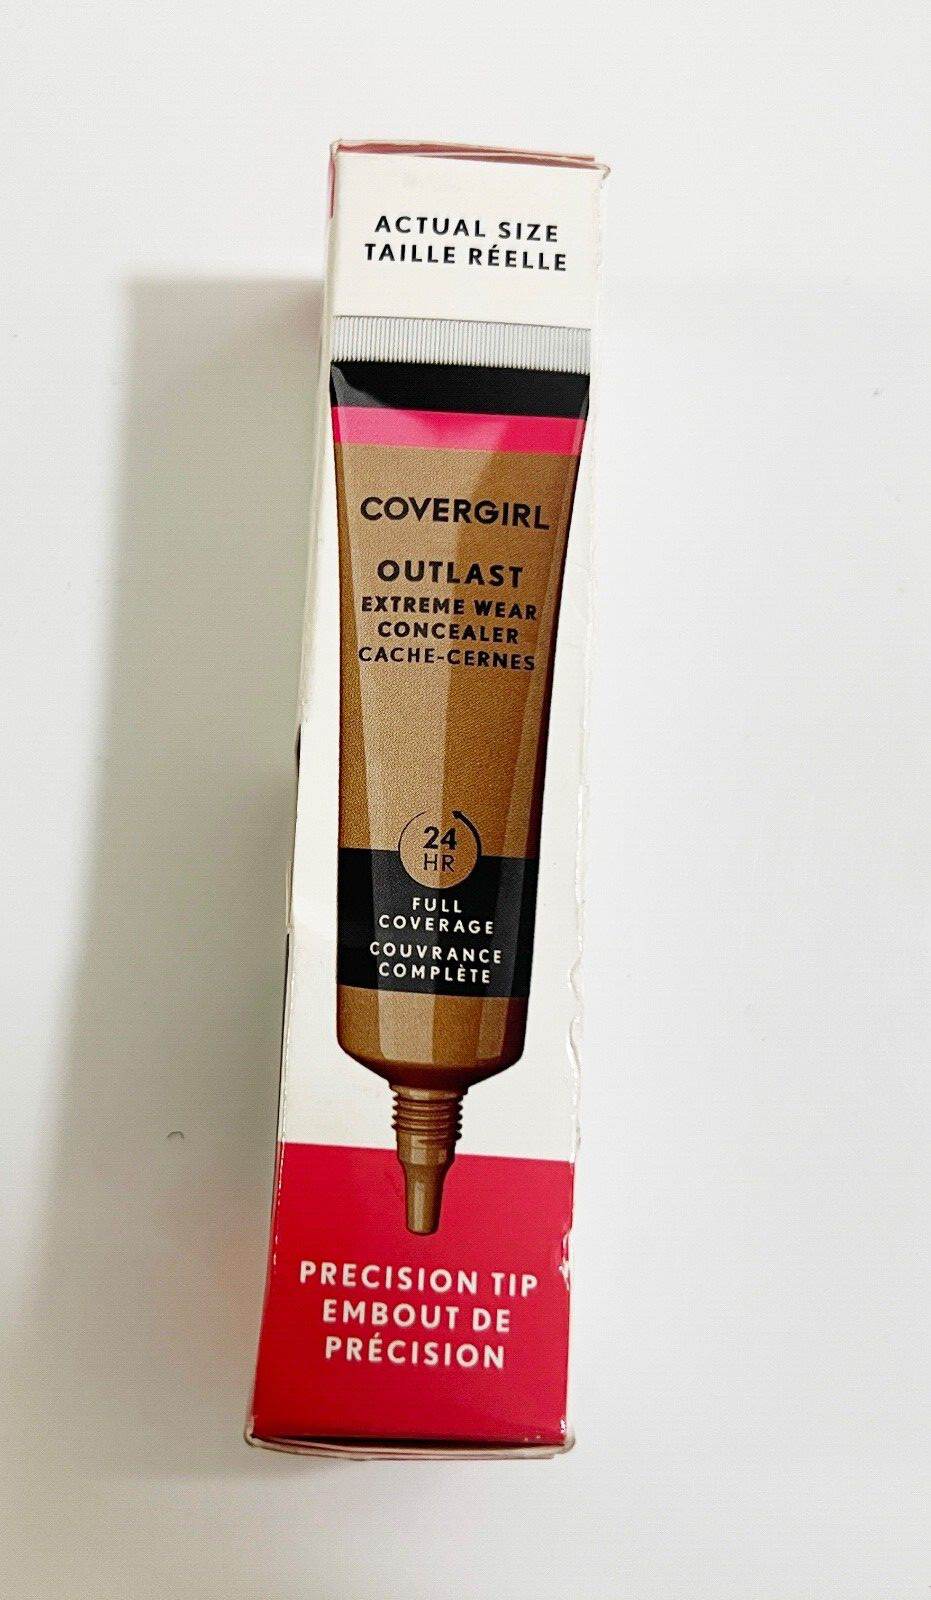 ACTUAL SIZE
TAILLE RÉELLE
COVERGIRL
OUTLAST
EXTREME WEAR
CONCEALER
CACHE-CERNES
24
HR
FULL
COVERAGE
COUVRANCE
COMPLÈTE
PRECISION TIP
EMBOUT DE
PRÉCISION